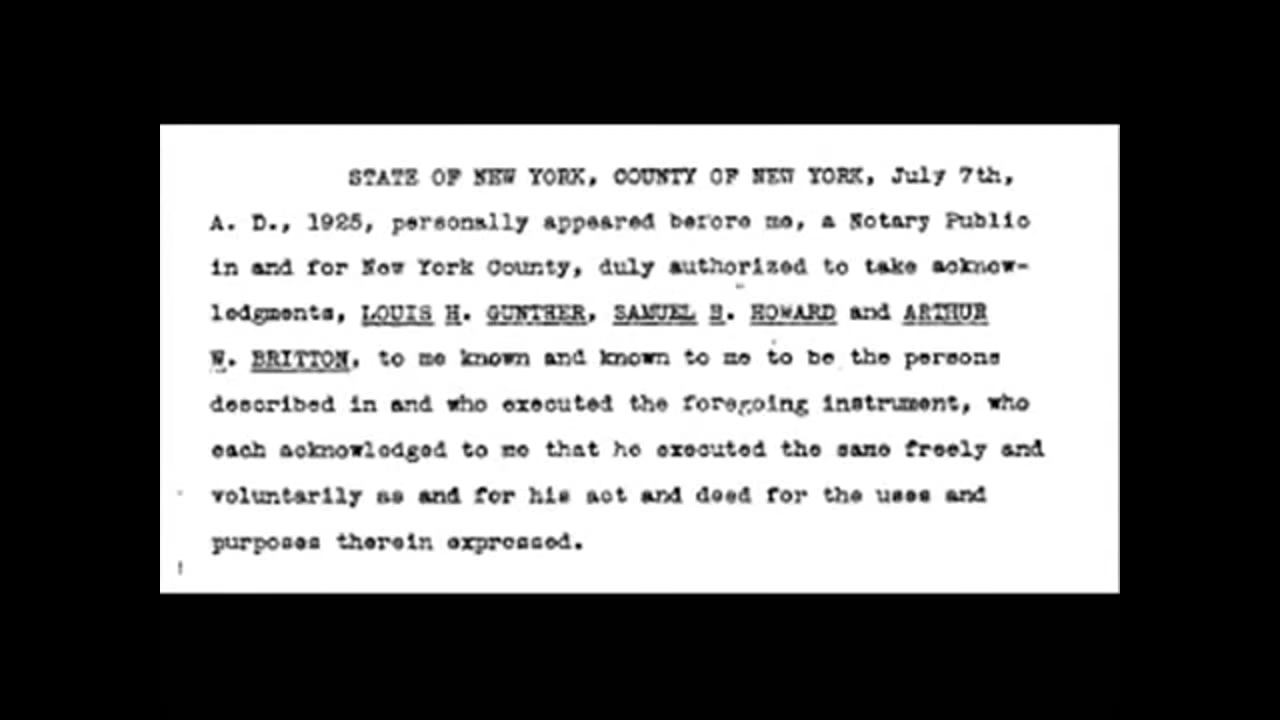 STATE OF NEW YORK, COUNTY OF NEW YORK, July 7th,
A. D., 1925, personally appeared before me, a Notary Public
in and for New York County, duly authorized to take acknow-
ledgments, LOUIS H. GUNTHER, SAMUEL B. HOWARD and ARTHUR
W. BRITTON, to me known and known to me to be the persons
described in and who executed the foregoing instrument, who
each acknowledged to me that he executed the same freely and
voluntarily as and for his act and deed for the uses and
purposes therein expressed.